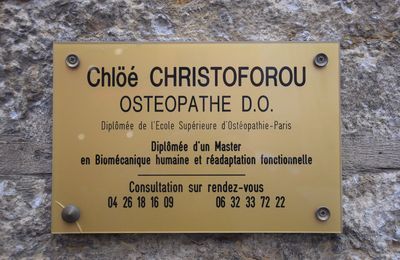 Chlöé CHRISTOFOROU
OSTEOPATHE D.O.
Diplômée de l'Ecole Supérieure d'Ostéopathie-Paris
Diplômée d'un Master
en Biomécanique humaine et réadaptation fonctionnelle
Consultation sur rendez-vous
04 26 18 16 09 06 32 33 72 22